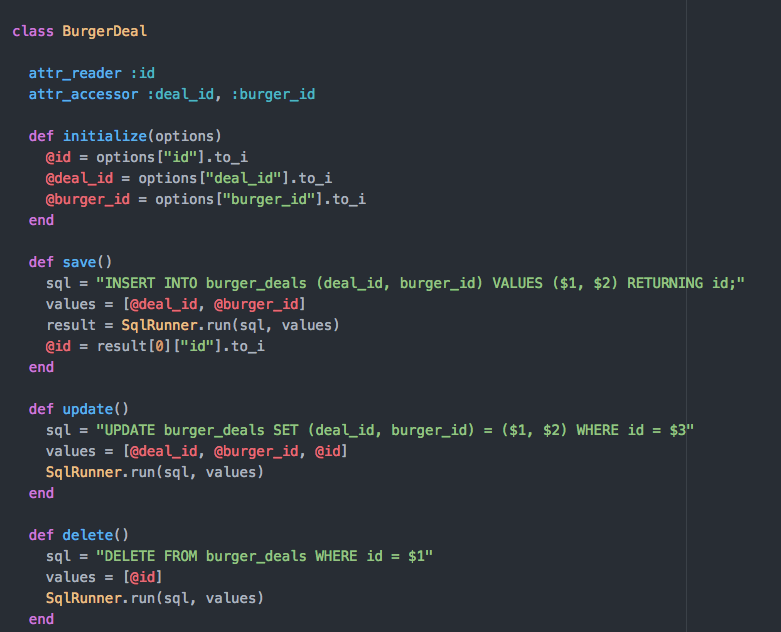 class BurgerDeal
attr_reader :id
attr_accessor :deal_id, :burger_id
def initialize(options)
@id = options["id"].to_i
@deal_id = options["deal_id"].to_i
@burger_id = options["burger_id"].to_i
end
def save()
sql = "INSERT INTO burger_deals (deal_id, burger_id) VALUES ($1, $2) RETURNING id;"
values = [@deal_id, @burger_id]
result = SqlRunner.run(sql, values)
@id = result[0]["id"].to_i
end
def update()
sql = "UPDATE burger_deals SET (deal_id, burger_id) = ($1, $2) WHERE id = $3"
values = [@deal_id, @burger_id, @id]
SqlRunner.run(sql, values)
end
def delete()
sql = "DELETE FROM burger_deals WHERE id = $1"
values = [@id]
SqlRunner.run(sql, values)
end